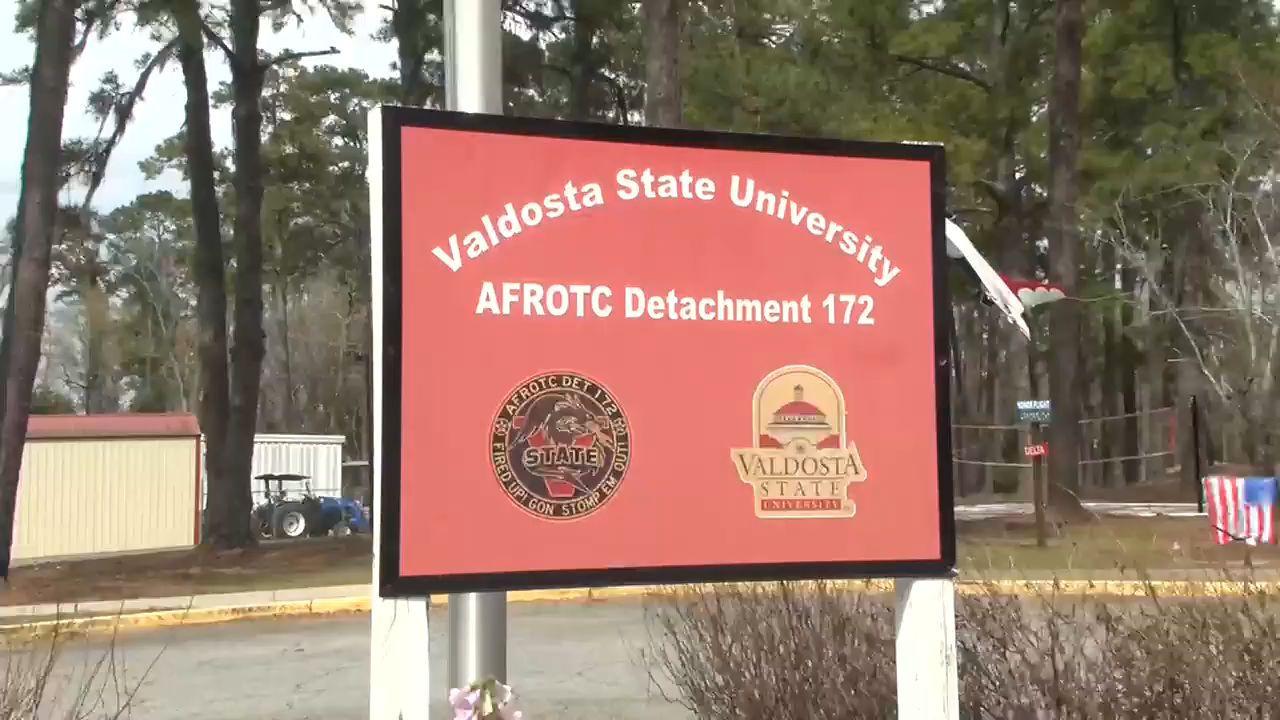 Valdosta State University
AFROTC Detachment 172
AFROTC DET 172
STATE
FIRED UP! GON STOMP EM OUT!
VALDOSTA
STATE
UNIVERSITY
DELTA